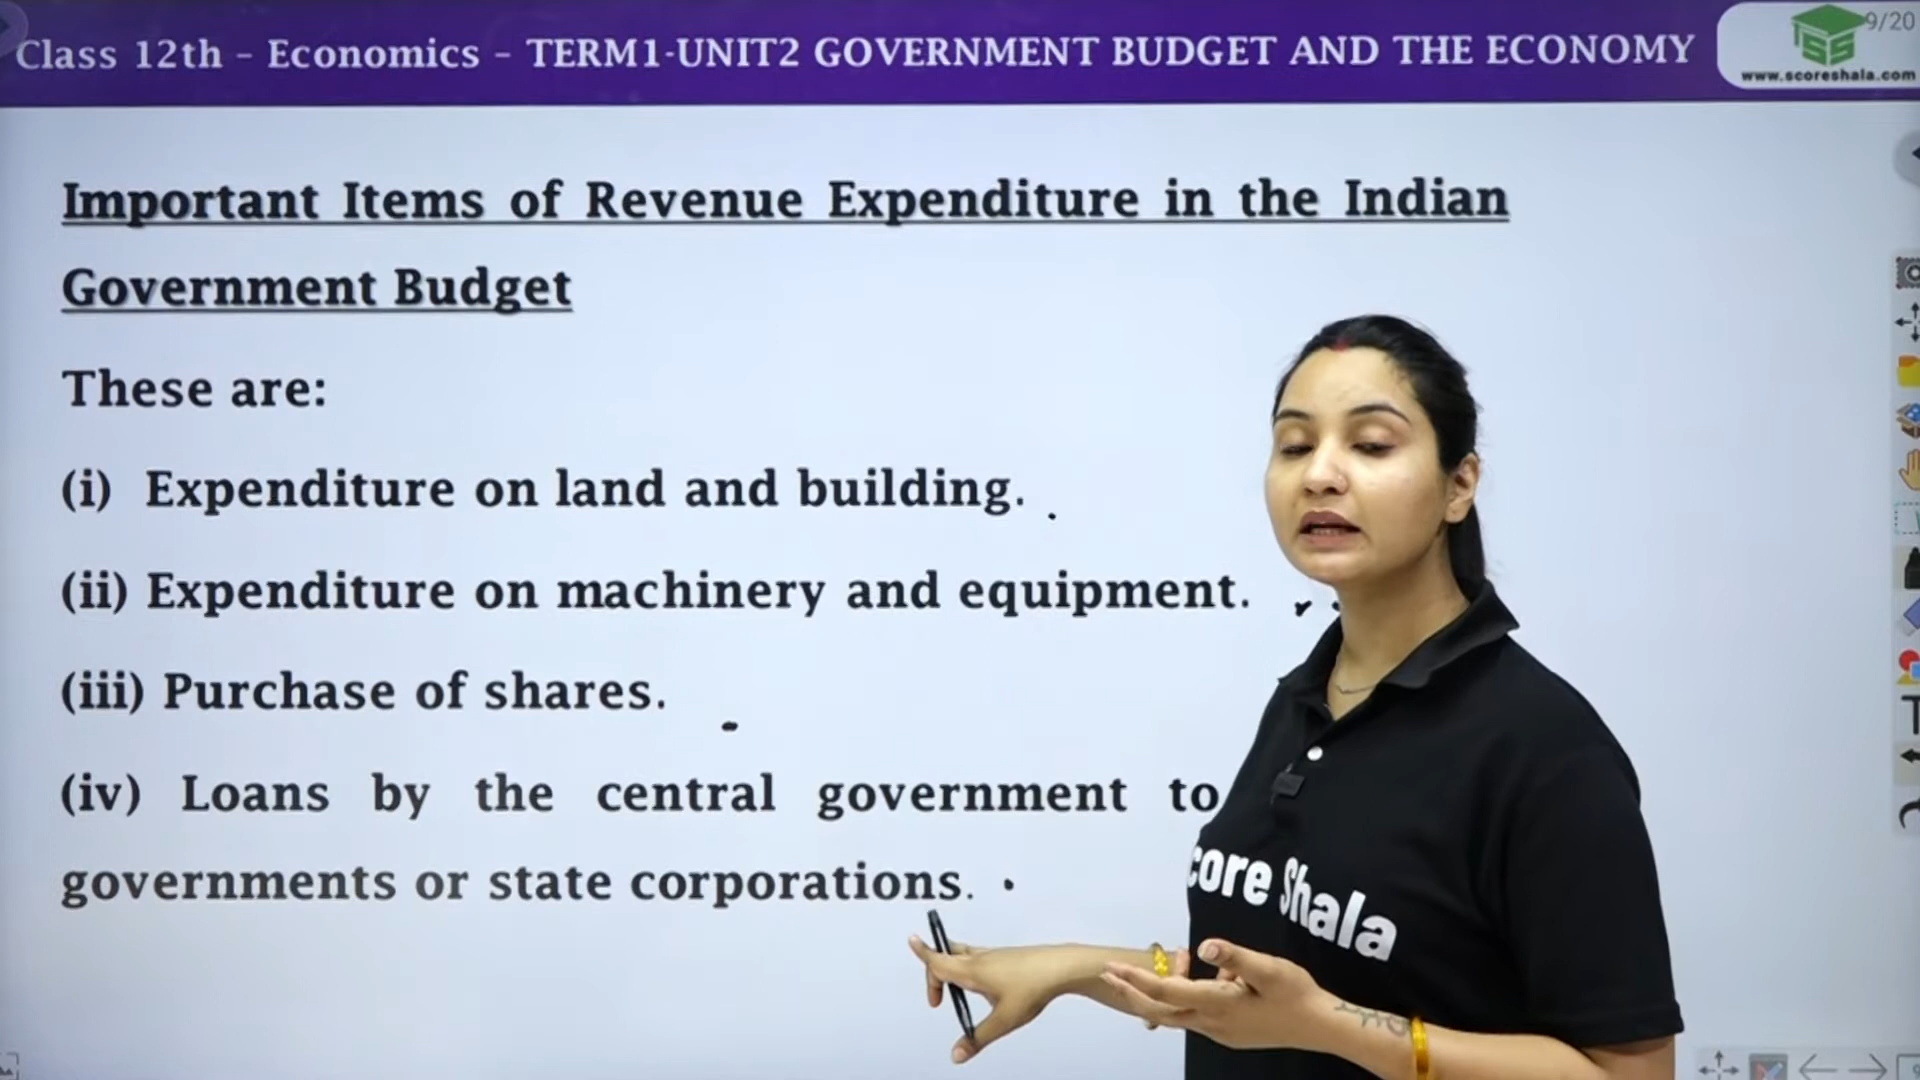 Class 12th - Economics - TERM1-UNIT2 GOVERNMENT BUDGET AND THE ECONOMY
9/20
SS
www.scoreshala.com
Important Items of Revenue Expenditure in the Indian
Government Budget
These are:
(i) Expenditure on land and building.
(ii) Expenditure on machinery and equipment.
(iii) Purchase of shares.
(iv) Loans by the central government to
governments or state corporations.
core Shala